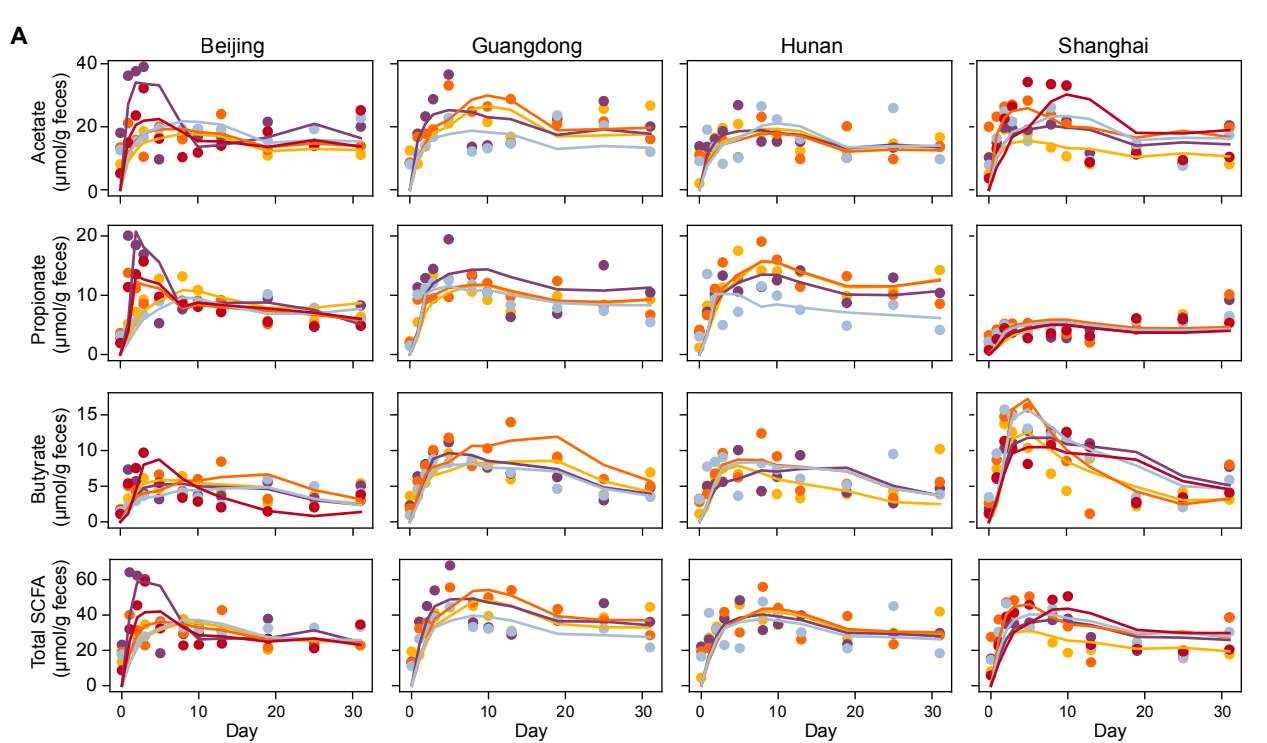 A
Beijing Guangdong Hunan Shanghai
Acetate
(μmol/g feces)
40
20
0
Propionate
(μmol/g feces)
20
10
0
Butyrate
(μmol/g feces)
15
10
5
0
Total SCFA
(μmol/g feces)
60
40
20
0
0 10 20 30 0 10 20 30 0 10 20 30 0 10 20 30
Day Day Day Day